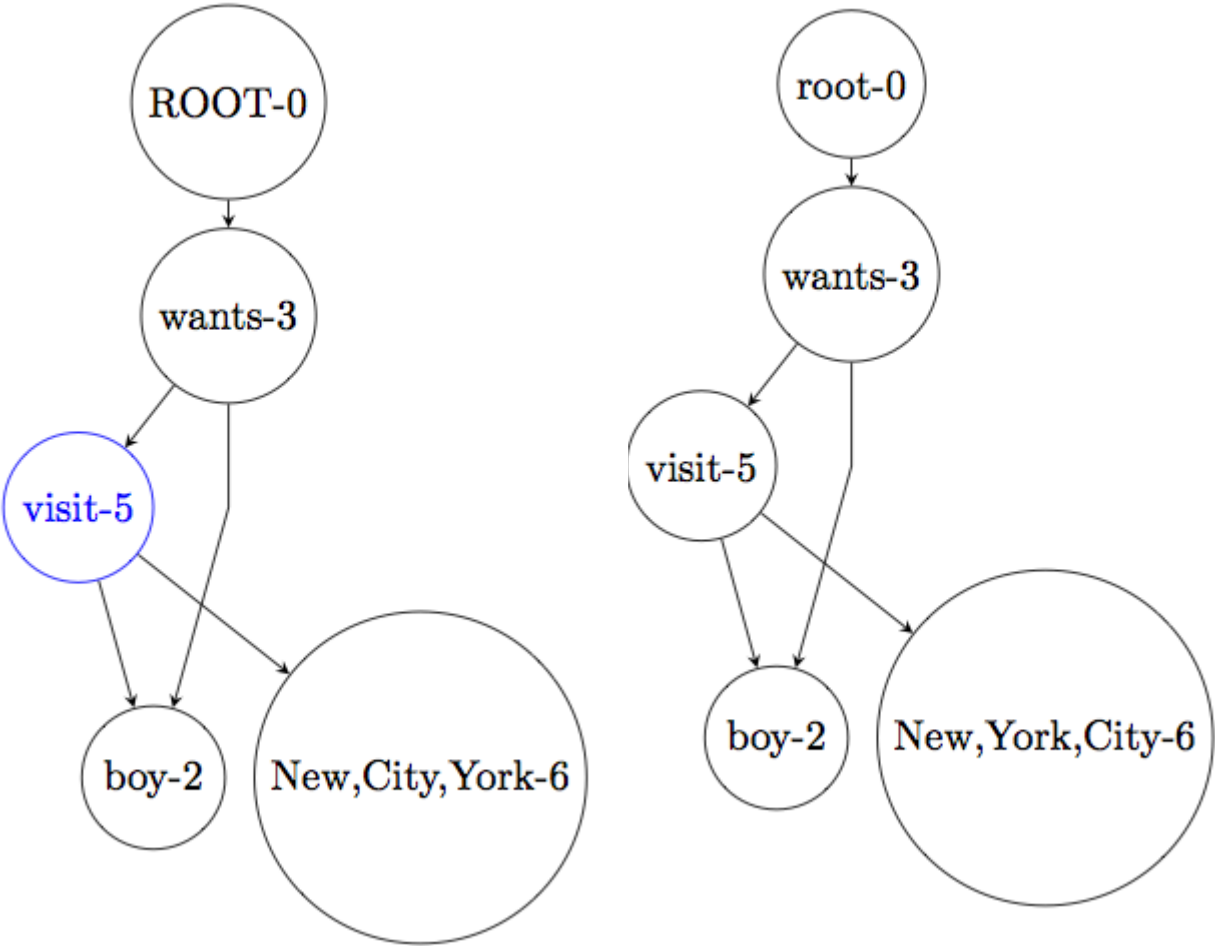 ROOT-0
wants-3
visit-5
boy-2
New,City,York-6
root-0
wants-3
visit-5
boy-2
New,York,City-6